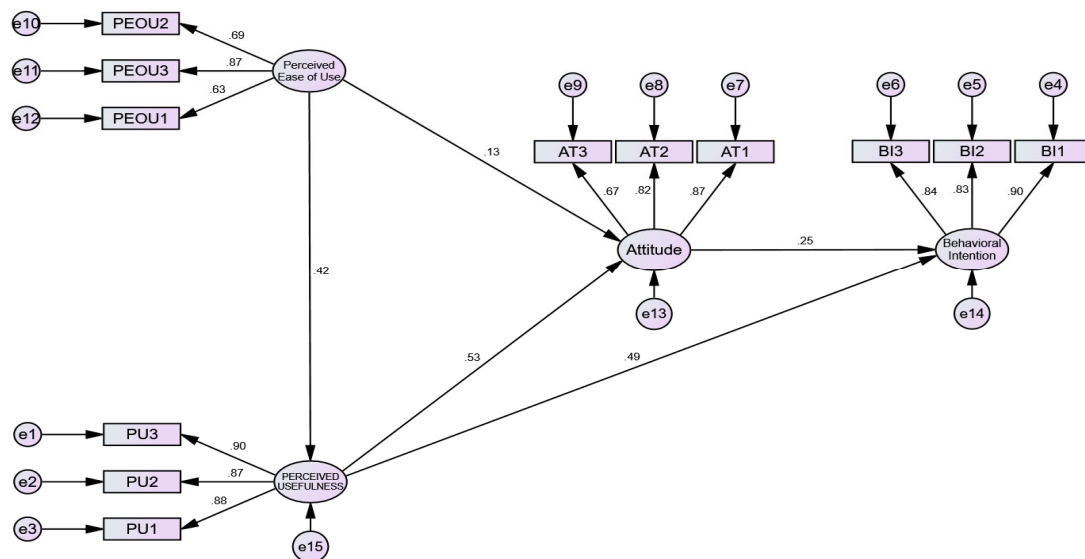 e10
PEOU2
.69
e11
PEOU3
.87
e12
PEOU1
.63
Perceived
Ease of Use
.13
.42
e9
e8
e7
AT3
AT2
AT1
.67
.82
.87
Attitude
e13
e6
e5
e4
BI3
BI2
BI1
.84
.83
.90
.25
Behavioral
Intention
e14
.53
.49
e1
PU3
.90
e2
PU2
.87
e3
PU1
.88
PERCEIVED
USEFULNESS
e15